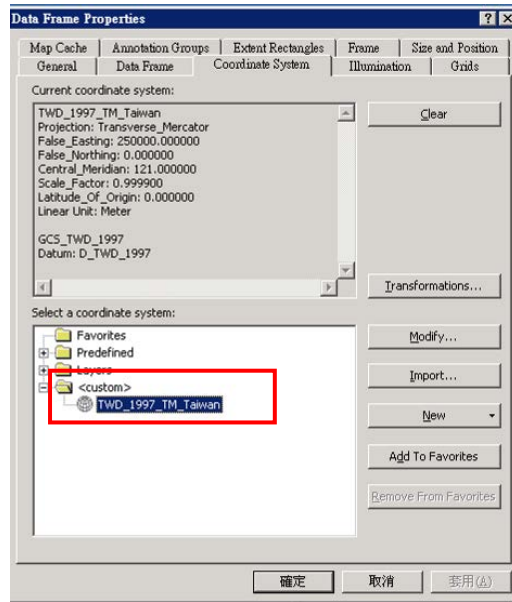 Data Frame Properties
Map Cache Annotation Groups Extent Rectangles Frame Size and Position
General Data Frame Coordinate System Illumination Grids
Current coordinate system:
TWD_1997_TM_Taiwan
Projection: Transverse_Mercator
False_Easting: 250000.000000
False_Northing: 0.000000
Central_Meridian: 121.000000
Scale_Factor: 0.999900
Latitude_Of_Origin: 0.000000
Linear Unit: Meter
GCS_TWD_1997
Datum: D_TWD_1997
Clear
Transformations...
Select a coordinate system:
Favorites
Predefined
Layers
<custom>
TWD_1997_TM_Taiwan
Modify...
Import...
New
Add To Favorites
Remove From Favorites
確定 取消 套用(A)